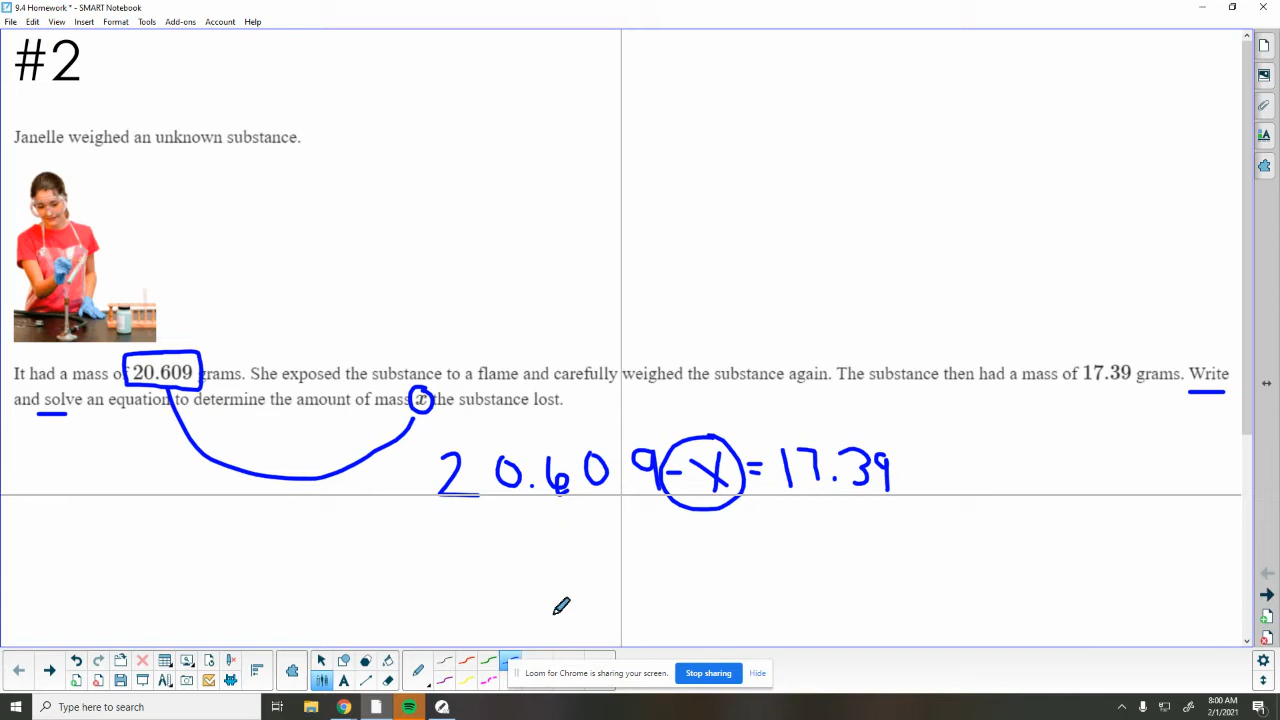 9.4 Homework * - SMART Notebook
File Edit View Insert Format Tools Add-ons Account Help
#2
Janelle weighed an unknown substance.
It had a mass of 20.609 grams. She exposed the substance to a flame and carefully weighed the substance again. The substance then had a mass of 17.39 grams. Write
and solve an equation to determine the amount of mass x the substance lost.
20.609 - x = 17.39
Loom for Chrome is sharing your screen. Stop sharing Hide
Type here to search
8:00 AM
2/1/2021